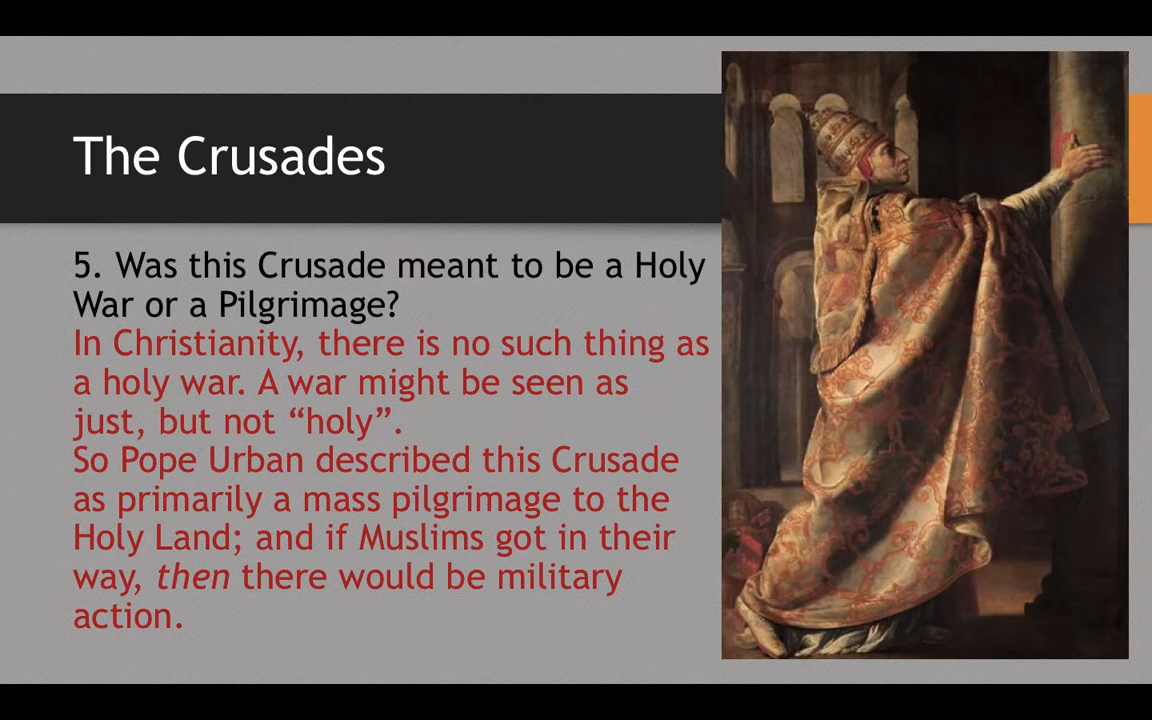 The Crusades
5. Was this Crusade meant to be a Holy
War or a Pilgrimage?
In Christianity, there is no such thing as
a holy war. A war might be seen as
just, but not “holy”.
So Pope Urban described this Crusade
as primarily a mass pilgrimage to the
Holy Land; and if Muslims got in their
way, then there would be military
action.